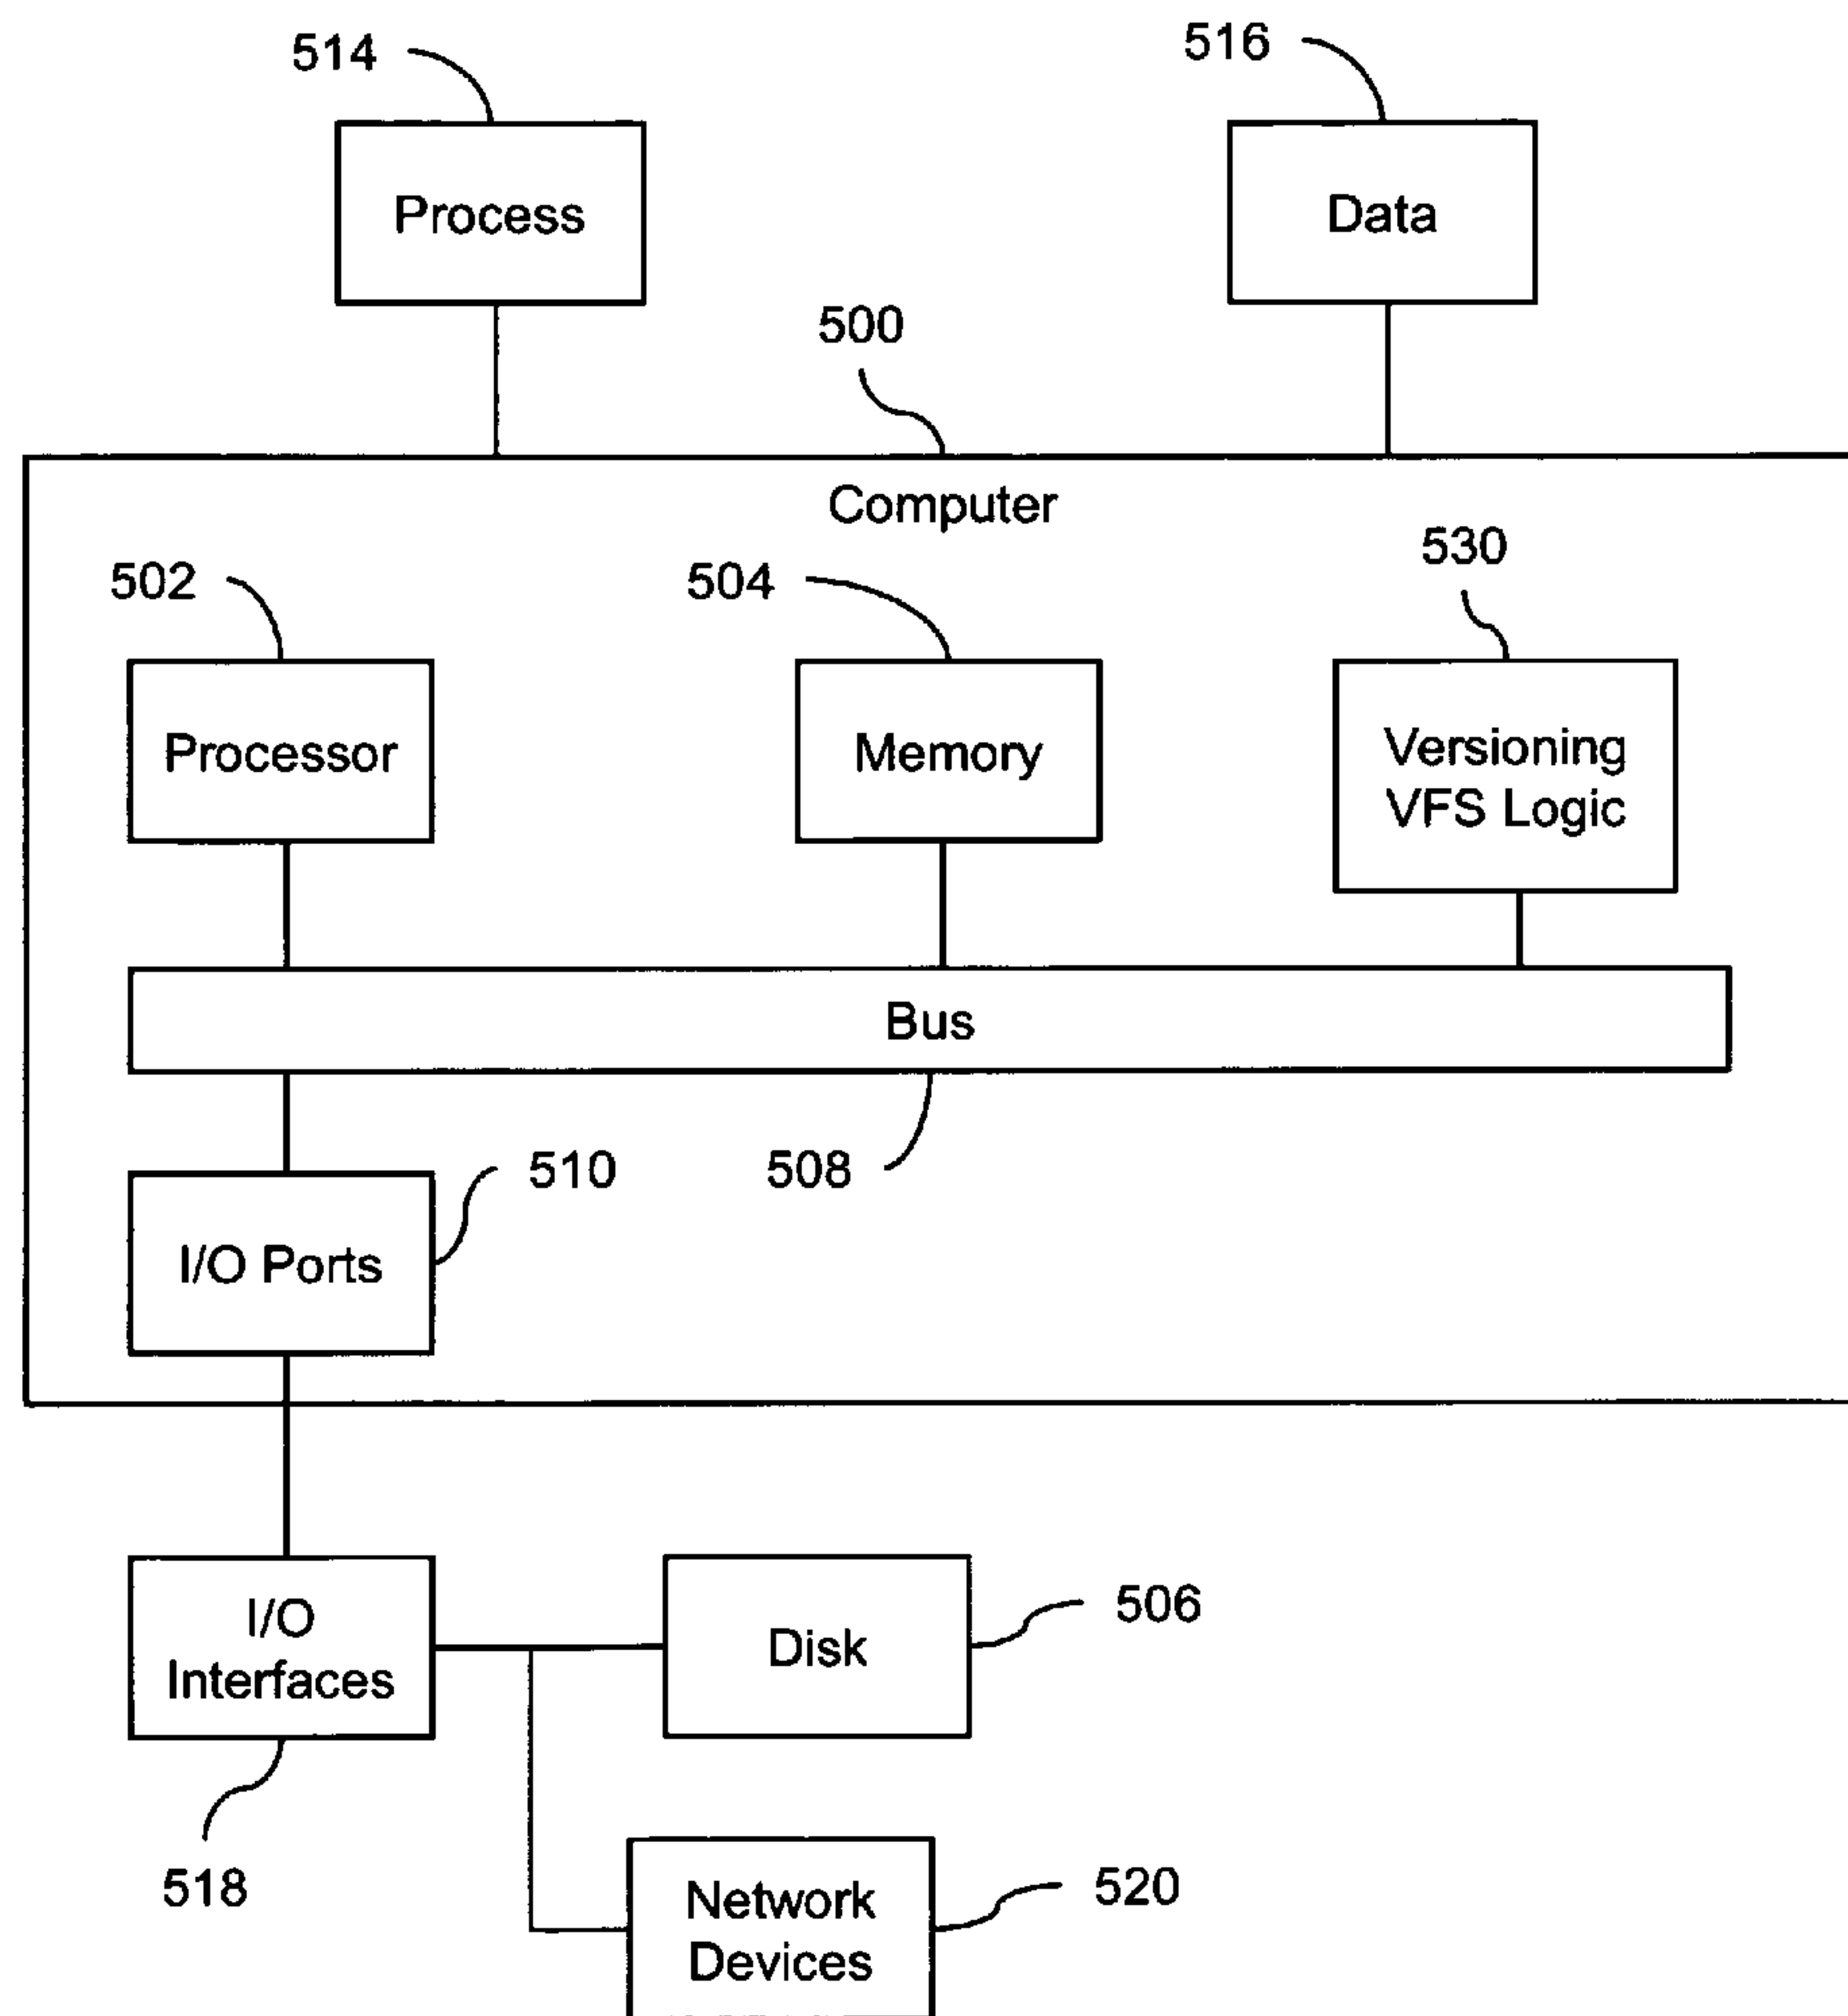 514
516
Process
Data
500
Computer
502
504
530
Processor
Memory
Versioning
VFS Logic
Bus
510
508
I/O Ports
I/O
Interfaces
Disk
506
518
Network
Devices
520